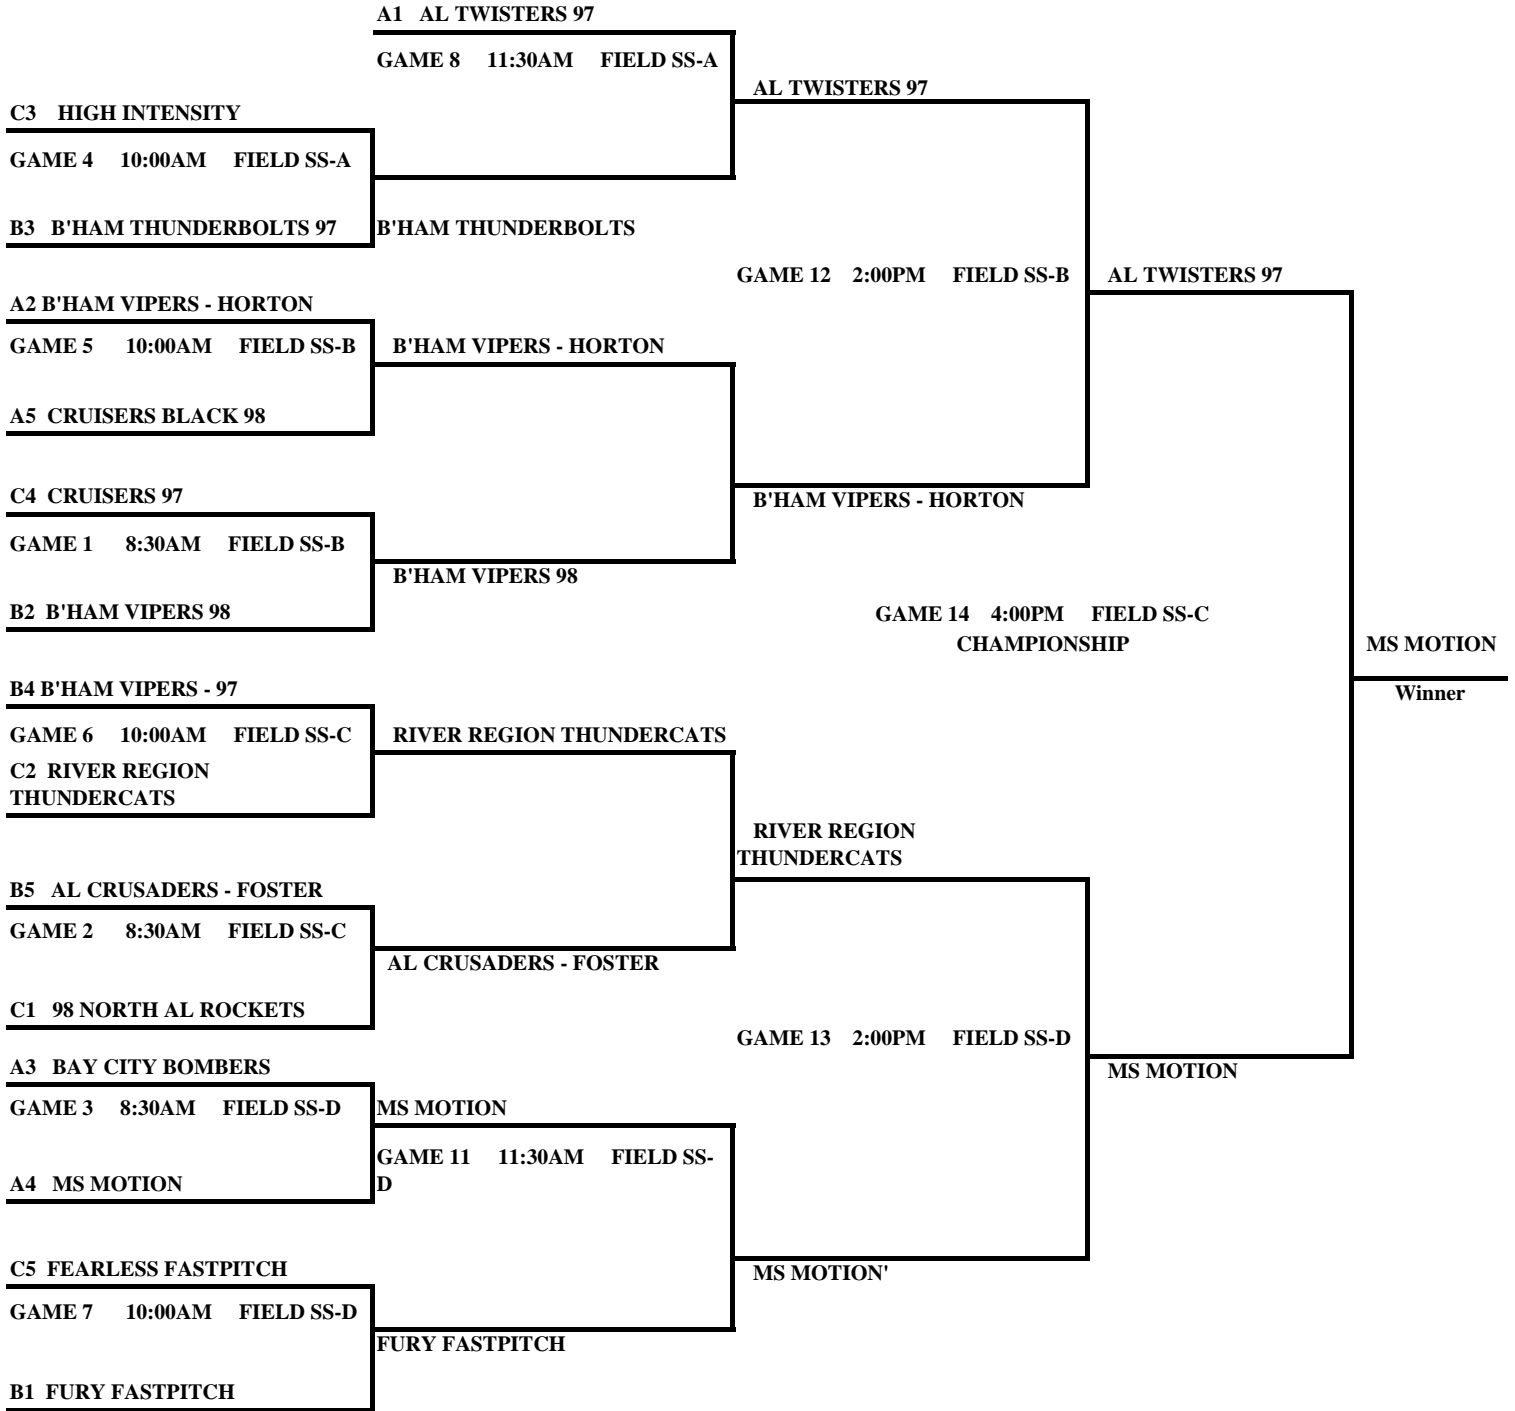 A1 AL TWISTERS 97
GAME 8 11:30AM FIELD SS-A
AL TWISTERS 97
C3 HIGH INTENSITY
GAME 4 10:00AM FIELD SS-A
B3 B'HAM THUNDERBOLTS 97
B'HAM THUNDERBOLTS
GAME 12 2:00PM FIELD SS-B
AL TWISTERS 97
A2 B'HAM VIPERS - HORTON
GAME 5 10:00AM FIELD SS-B
B'HAM VIPERS - HORTON
A5 CRUISERS BLACK 98
C4 CRUISERS 97
B'HAM VIPERS - HORTON
GAME 1 8:30AM FIELD SS-B
B'HAM VIPERS 98
B2 B'HAM VIPERS 98
GAME 14 4:00PM FIELD SS-C
CHAMPIONSHIP
MS MOTION
Winner
B4 B'HAM VIPERS - 97
GAME 6 10:00AM FIELD SS-C
RIVER REGION THUNDERCATS
C2 RIVER REGION
THUNDERCATS
RIVER REGION
THUNDERCATS
B5 AL CRUSADERS - FOSTER
GAME 2 8:30AM FIELD SS-C
AL CRUSADERS - FOSTER
C1 98 NORTH AL ROCKETS
GAME 13 2:00PM FIELD SS-D
A3 BAY CITY BOMBERS
MS MOTION
GAME 3 8:30AM FIELD SS-D
MS MOTION
GAME 11 11:30AM FIELD SS-
D
A4 MS MOTION
C5 FEARLESS FASTPITCH
MS MOTION'
GAME 7 10:00AM FIELD SS-D
FURY FASTPITCH
B1 FURY FASTPITCH